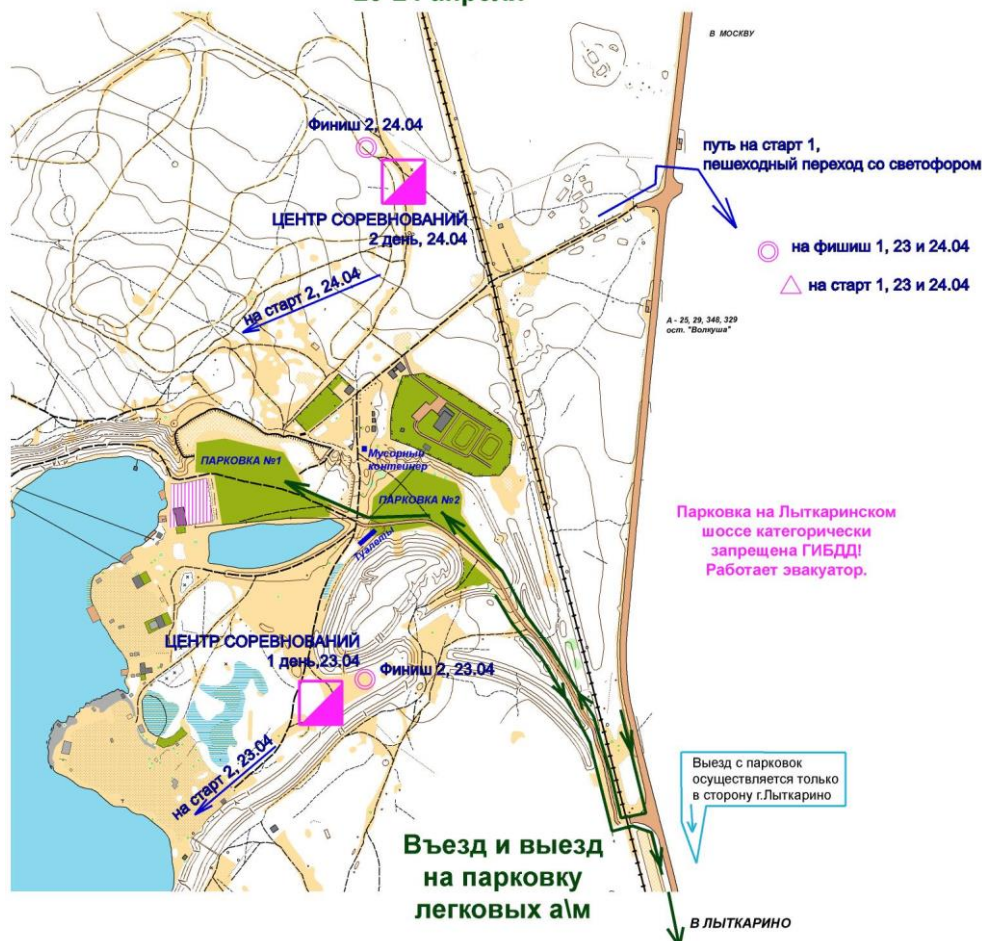 23-24 апреля
В МОСКВУ
Финиш 2, 24.04
путь на старт 1,
пешеходный переход со светофором
ЦЕНТР СОРЕВНОВАНИЙ
2 день, 24.04
на фишиш 1, 23 и 24.04
на старт 1, 23 и 24.04
на старт 2, 24.04
А - 25, 29, 346, 329
ост. "Волкуша"
Мусорный
контейнер
ПАРКОВКА №1
ПАРКОВКА №2
Туалеты
Парковка на Лыткаринском
шоссе категорически
запрещена ГИБДД!
Работает эвакуатор.
ЦЕНТР СОРЕВНОВАНИЙ
1 день,23.04
Финиш 2, 23.04
на старт 2, 23.04
Выезд с парковок
осуществляется только
в сторону г.Лыткарино
Въезд и выезд
на парковку
легковых а\м
В ЛЫТКАРИНО